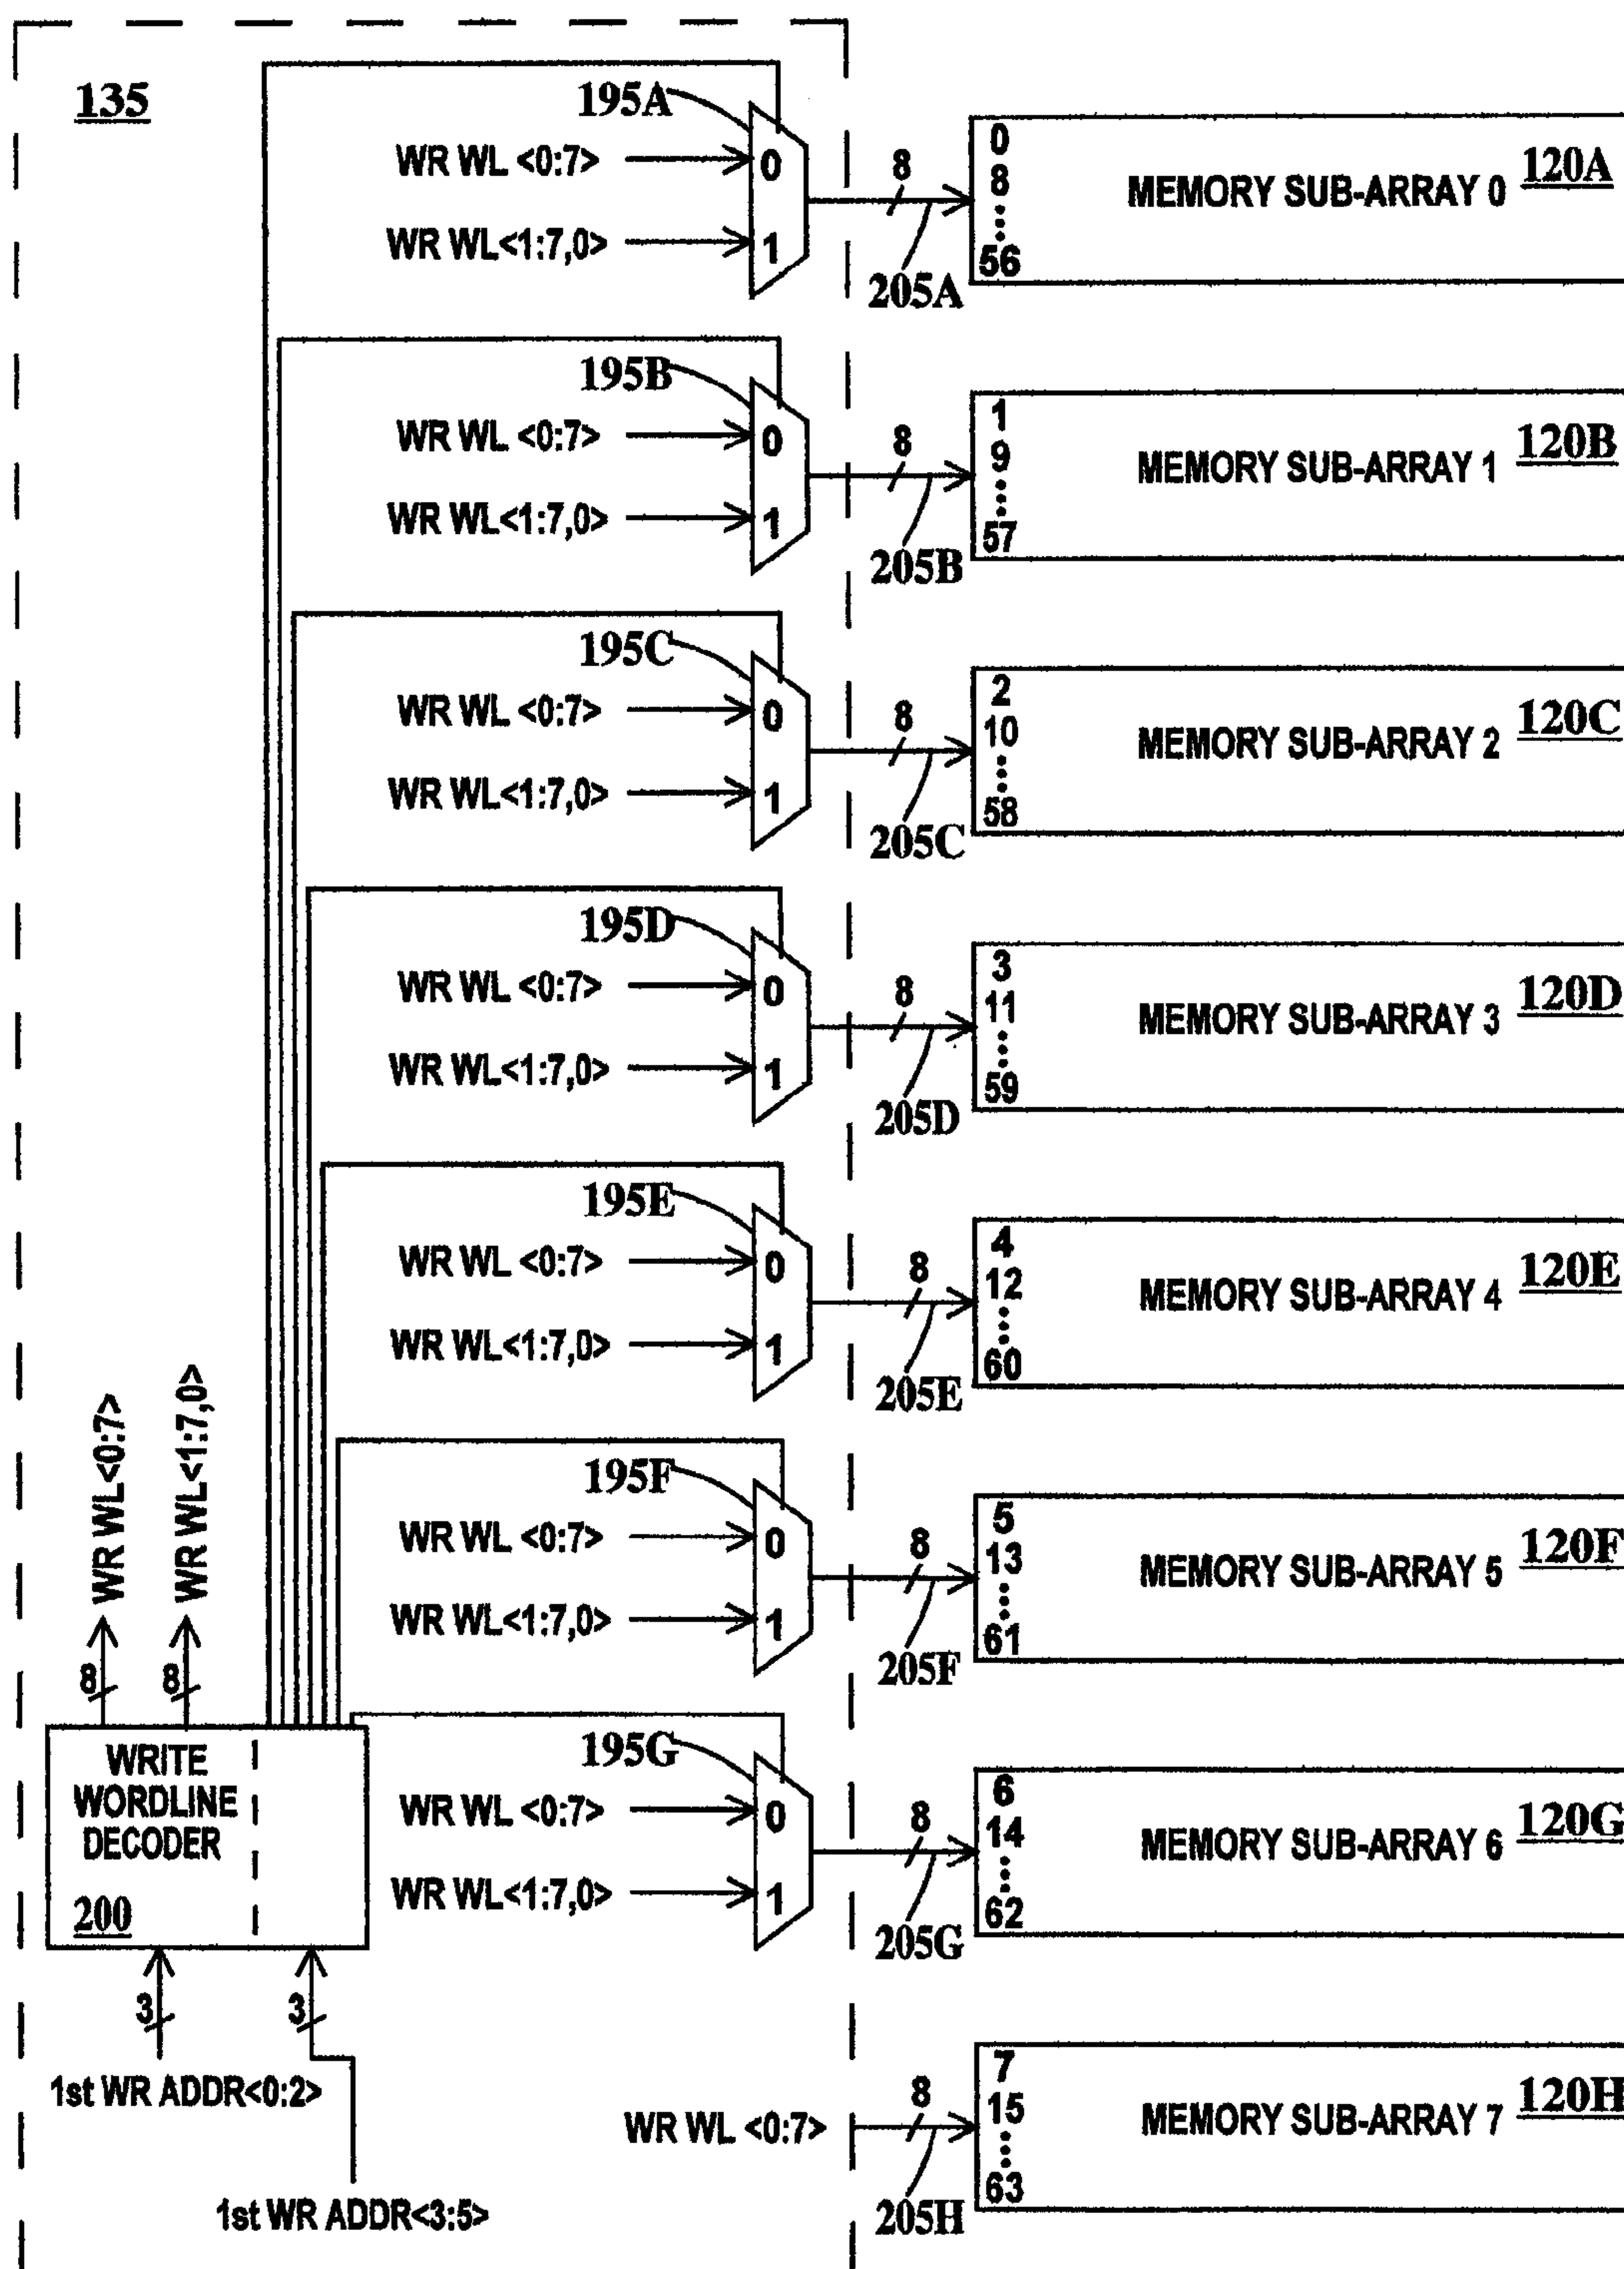 135
195A
WR WL <0:7>
0
WR WL<1:7,0>
1
8
205A
0
8
56
MEMORY SUB-ARRAY 0
120A
195B
WR WL <0:7>
0
WR WL<1:7,0>
1
8
205B
1
9
57
MEMORY SUB-ARRAY 1
120B
195C
WR WL <0:7>
0
WR WL<1:7,0>
1
8
205C
2
10
58
MEMORY SUB-ARRAY 2
120C
195D
WR WL <0:7>
0
WR WL<1:7,0>
1
8
205D
3
11
59
MEMORY SUB-ARRAY 3
120D
195E
WR WL <0:7>
0
WR WL<1:7,0>
1
8
205E
4
12
60
MEMORY SUB-ARRAY 4
120E
195F
WR WL <0:7>
0
WR WL<1:7,0>
1
8
205F
5
13
61
MEMORY SUB-ARRAY 5
120F
WR WL<0:7>
WR WL<1:7,0>
8
8
WRITE
WORDLINE
DECODER
200
3
3
1st WR ADDR<0:2>
1st WR ADDR<3:5>
195G
WR WL <0:7>
0
WR WL<1:7,0>
1
8
205G
6
14
62
MEMORY SUB-ARRAY 6
120G
WR WL <0:7>
8
205H
7
15
63
MEMORY SUB-ARRAY 7
120H